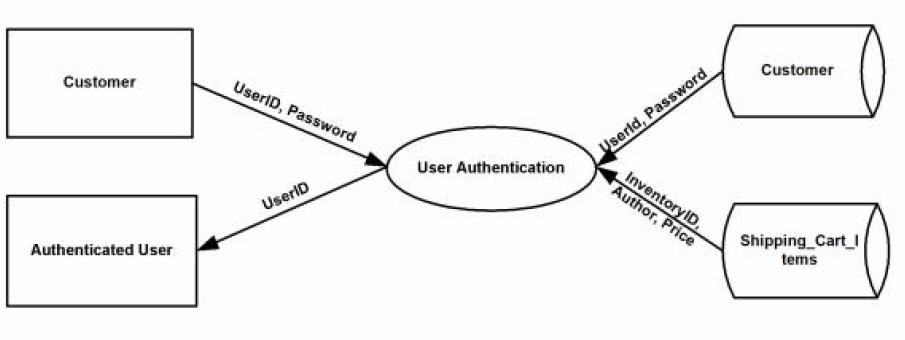 Customer
UserID, Password
User Authentication
UserId, Password
Customer
UserID
Authenticated User
InventoryID,
Author, Price
Shipping_Cart_I
tems